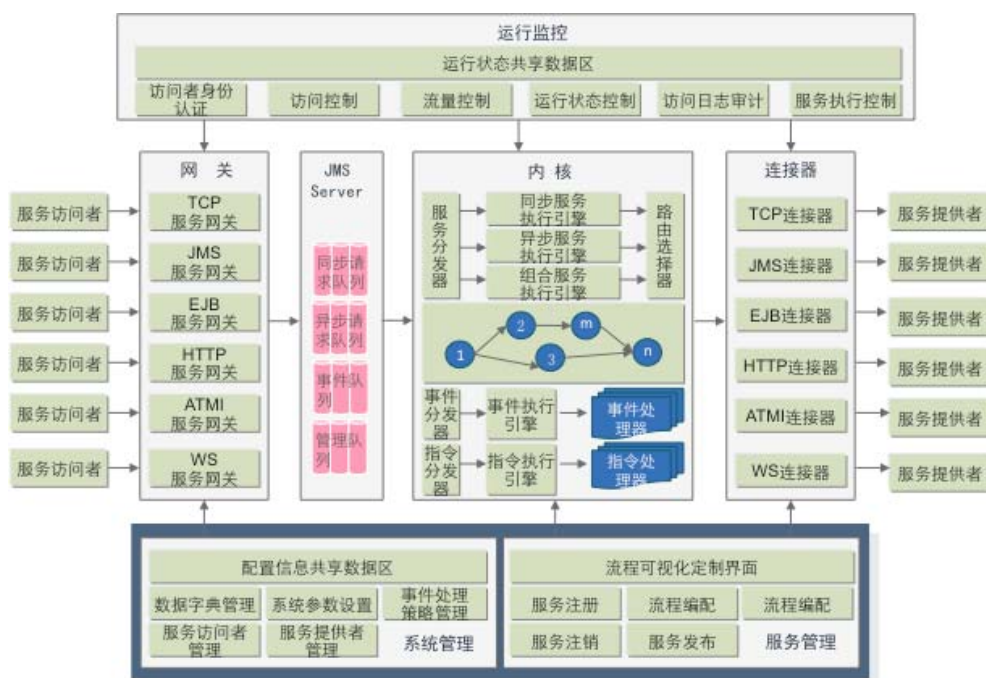 运行监控
运行状态共享数据区
访问者身份
认证
访问控制
流量控制
运行状态控制
访问日志审计
服务执行控制
网 关
TCP
服务网关
JMS
服务网关
EJB
服务网关
HTTP
服务网关
ATMI
服务网关
WS
服务网关
服务访问者
服务访问者
服务访问者
服务访问者
服务访问者
服务访问者
JMS
Server
同步请
求队列
异步请
求队列
事件队
列
管理队
列
内 核
服务分发器
同步服务
执行引擎
异步服务
执行引擎
组合服务
执行引擎
路由选择器
1
2
3
m
n
事件
分发器
事件执行
引擎
事件处
理器
指令
分发器
指令执行
引擎
指令处
理器
连接器
TCP连接器
JMS连接器
EJB连接器
HTTP连接器
ATMI连接器
WS连接器
服务提供者
服务提供者
服务提供者
服务提供者
服务提供者
服务提供者
配置信息共享数据区
数据字典管理
系统参数设置
事件处理
策略管理
服务访问者
管理
服务提供者
管理
系统管理
流程可视化定制界面
服务注册
流程编配
流程编配
服务注销
服务发布
服务管理